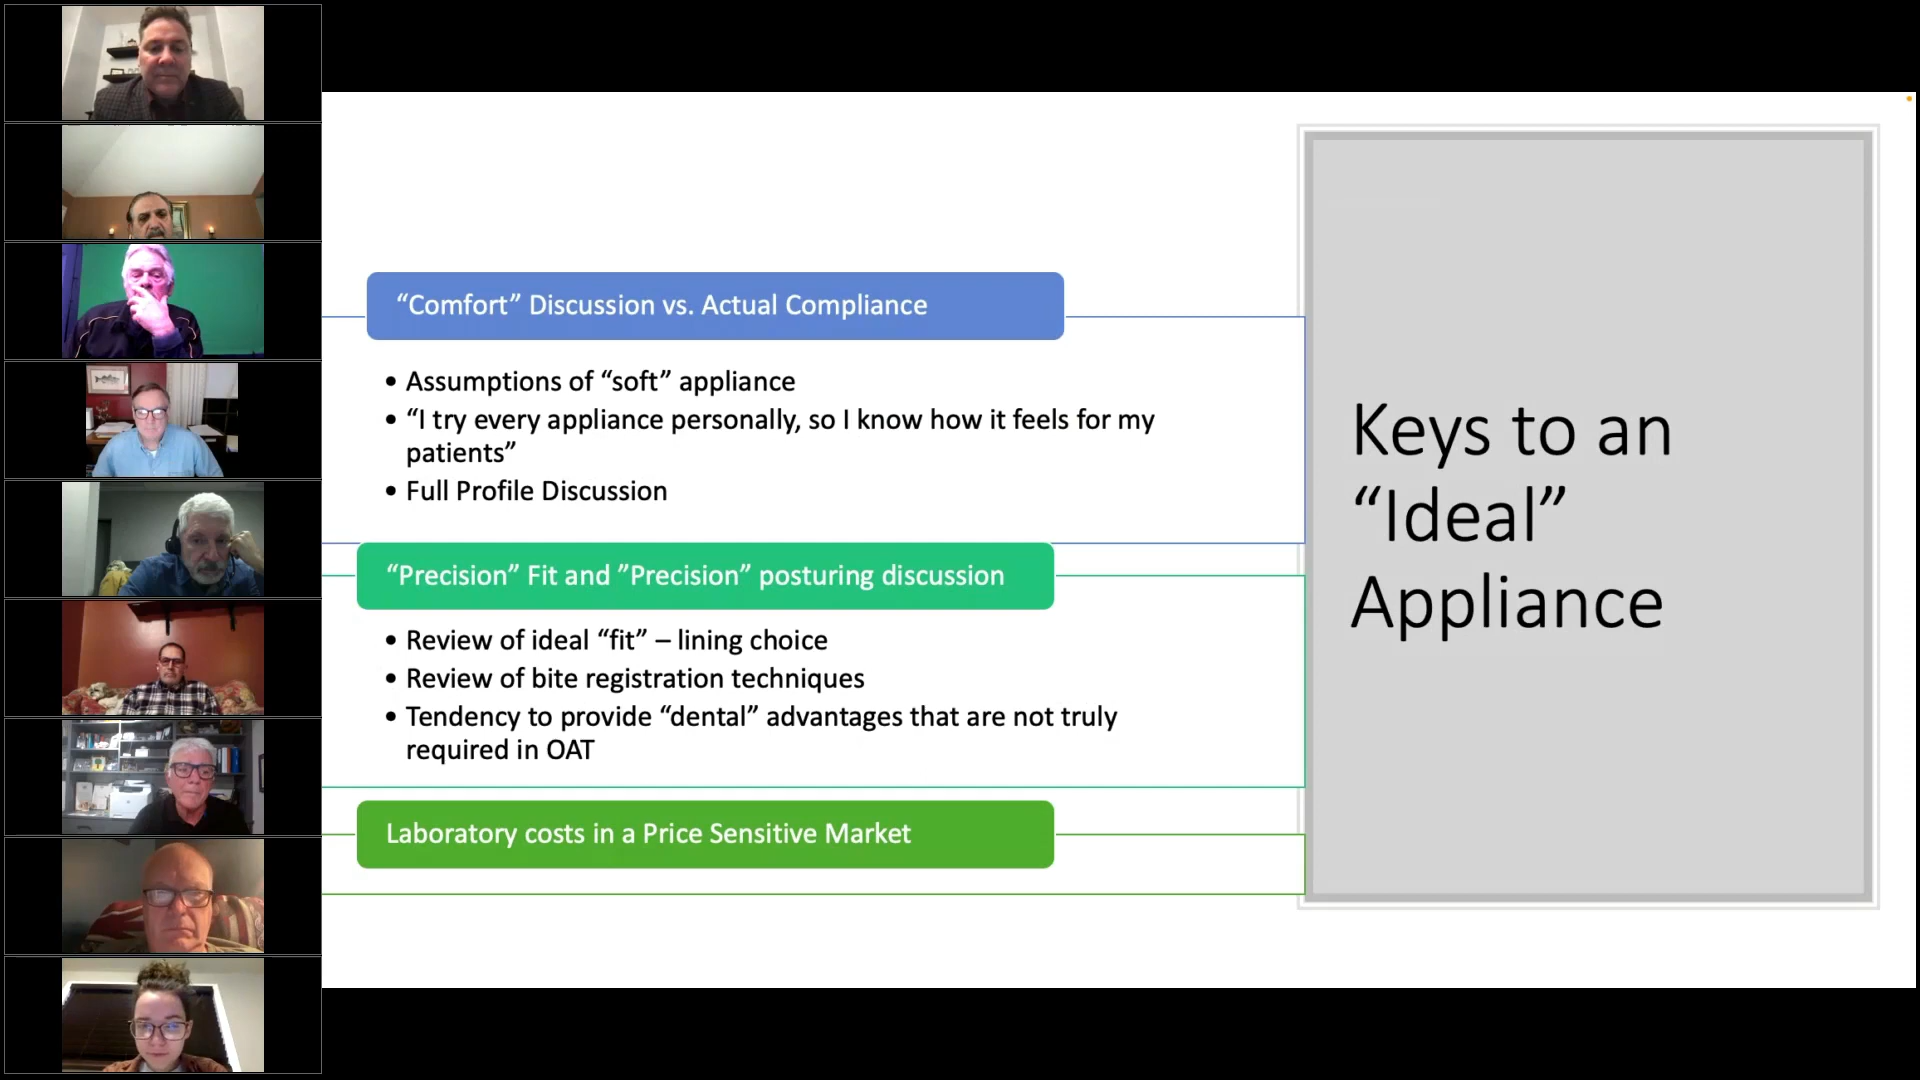 “Comfort” Discussion vs. Actual Compliance
• Assumptions of “soft” appliance
• “I try every appliance personally, so I know how it feels for my
patients”
• Full Profile Discussion
“Precision” Fit and ”Precision” posturing discussion
• Review of ideal “fit” – lining choice
• Review of bite registration techniques
• Tendency to provide “dental” advantages that are not truly
required in OAT
Laboratory costs in a Price Sensitive Market
Keys to an
“Ideal”
Appliance